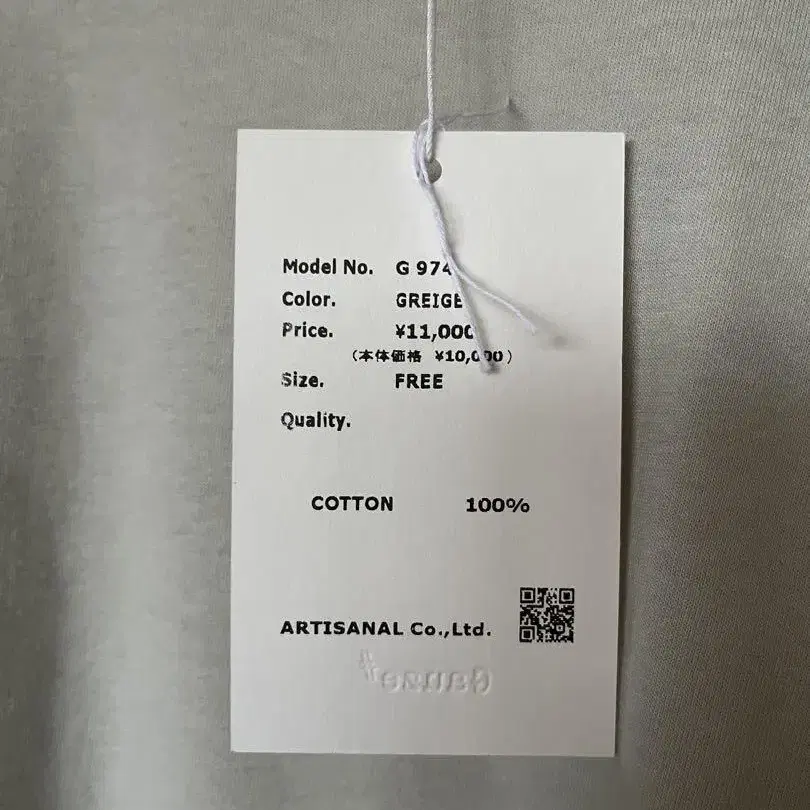 Model No. G 974
Color. GREIGE
Price. ¥11,000
（本体価格 ¥10,000）
Size. FREE
Quality.
COTTON 100%
ARTISANAL Co.,Ltd.
Gauze#